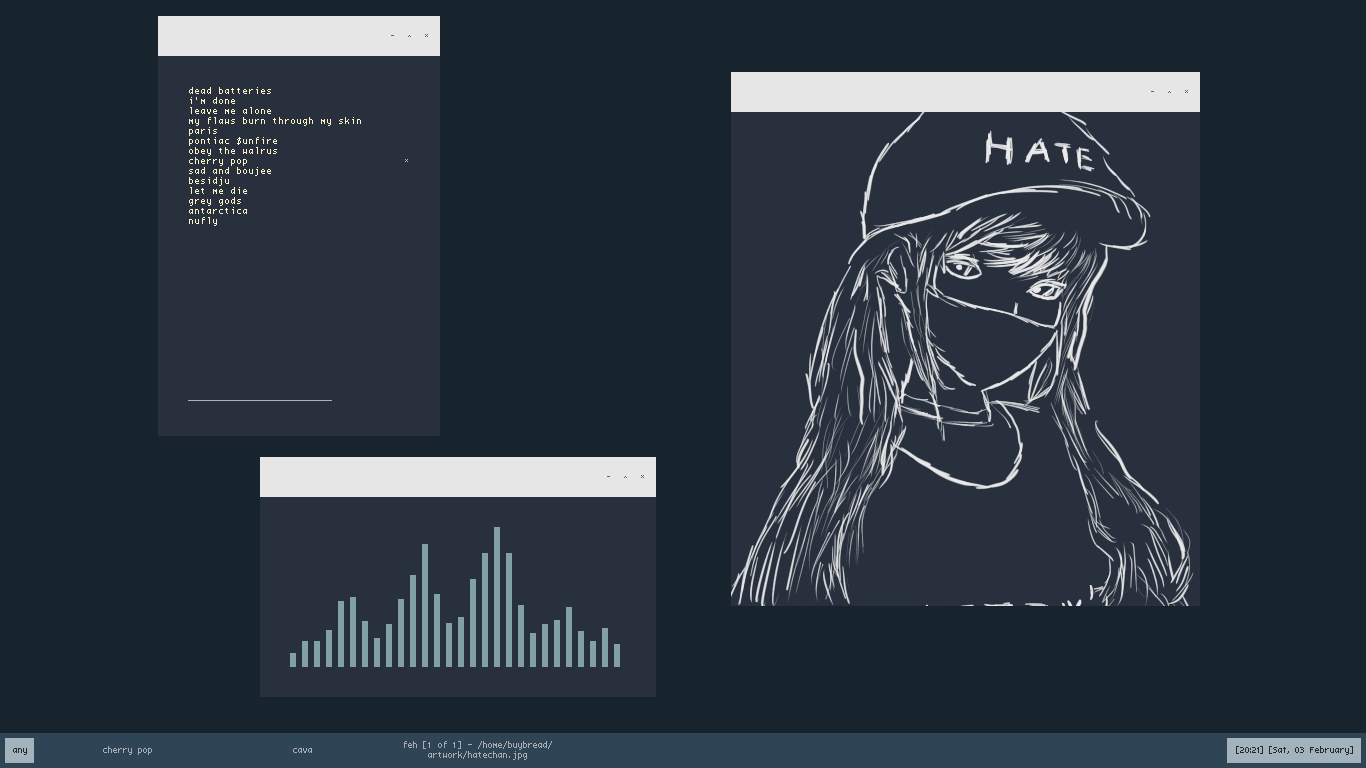 dead batteries
i'm done
leave me alone
my flaws burn through my skin
paris
pontiac $unfire
obey the walrus
cherry pop
sad and boujee
besidju
let me die
grey gods
antarctica
nufly
HATE
any
cherry pop
cava
feh [1 of 1] - /home/buybread/
artwork/hatechan.jpg
[20:21] [Sat, 03 February]